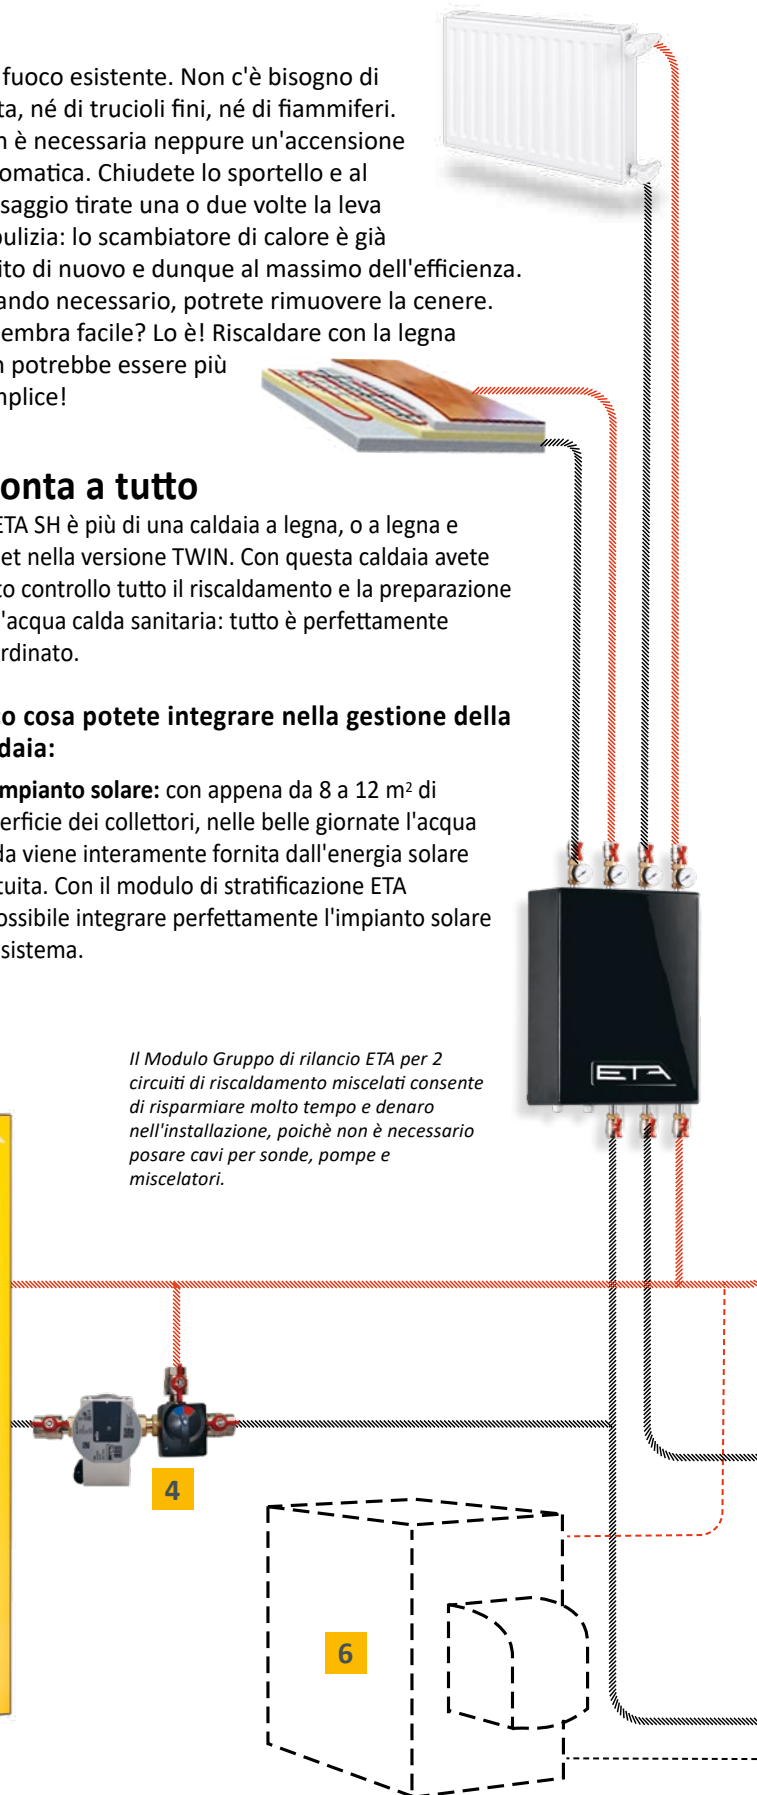 fuoco esistente. Non c'è bisogno di
ta, né di trucioli fini, né di fiammiferi.
n è necessaria neppure un'accensione
omatica. Chiudete lo sportello e al
saggio tirate una o due volte la leva
pulizia: lo scambiatore di calore è già
ito di nuovo e dunque al massimo dell'efficienza.
ando necessario, potrete rimuovere la cenere.
embra facile? Lo è! Riscaldare con la legna
n potrebbe essere più
mplice!
onta a tutto
ETA SH è più di una caldaia a legna, o a legna e
et nella versione TWIN. Con questa caldaia avete
to controllo tutto il riscaldamento e la preparazione
l'acqua calda sanitaria: tutto è perfettamente
rdinato.
o cosa potete integrare nella gestione della
daia:
mpianto solare: con appena da 8 a 12 m² di
erficie dei collettori, nelle belle giornate l'acqua
da viene interamente fornita dall'energia solare
tuita. Con il modulo di stratificazione ETA
ossibile integrare perfettamente l'impianto solare
sistema.
Il Modulo Gruppo di rilancio ETA per 2
circuiti di riscaldamento miscelati consente
di risparmiare molto tempo e denaro
nell'installazione, poichè non è necessario
posare cavi per sonde, pompe e
miscelatori.
ETA
4
6